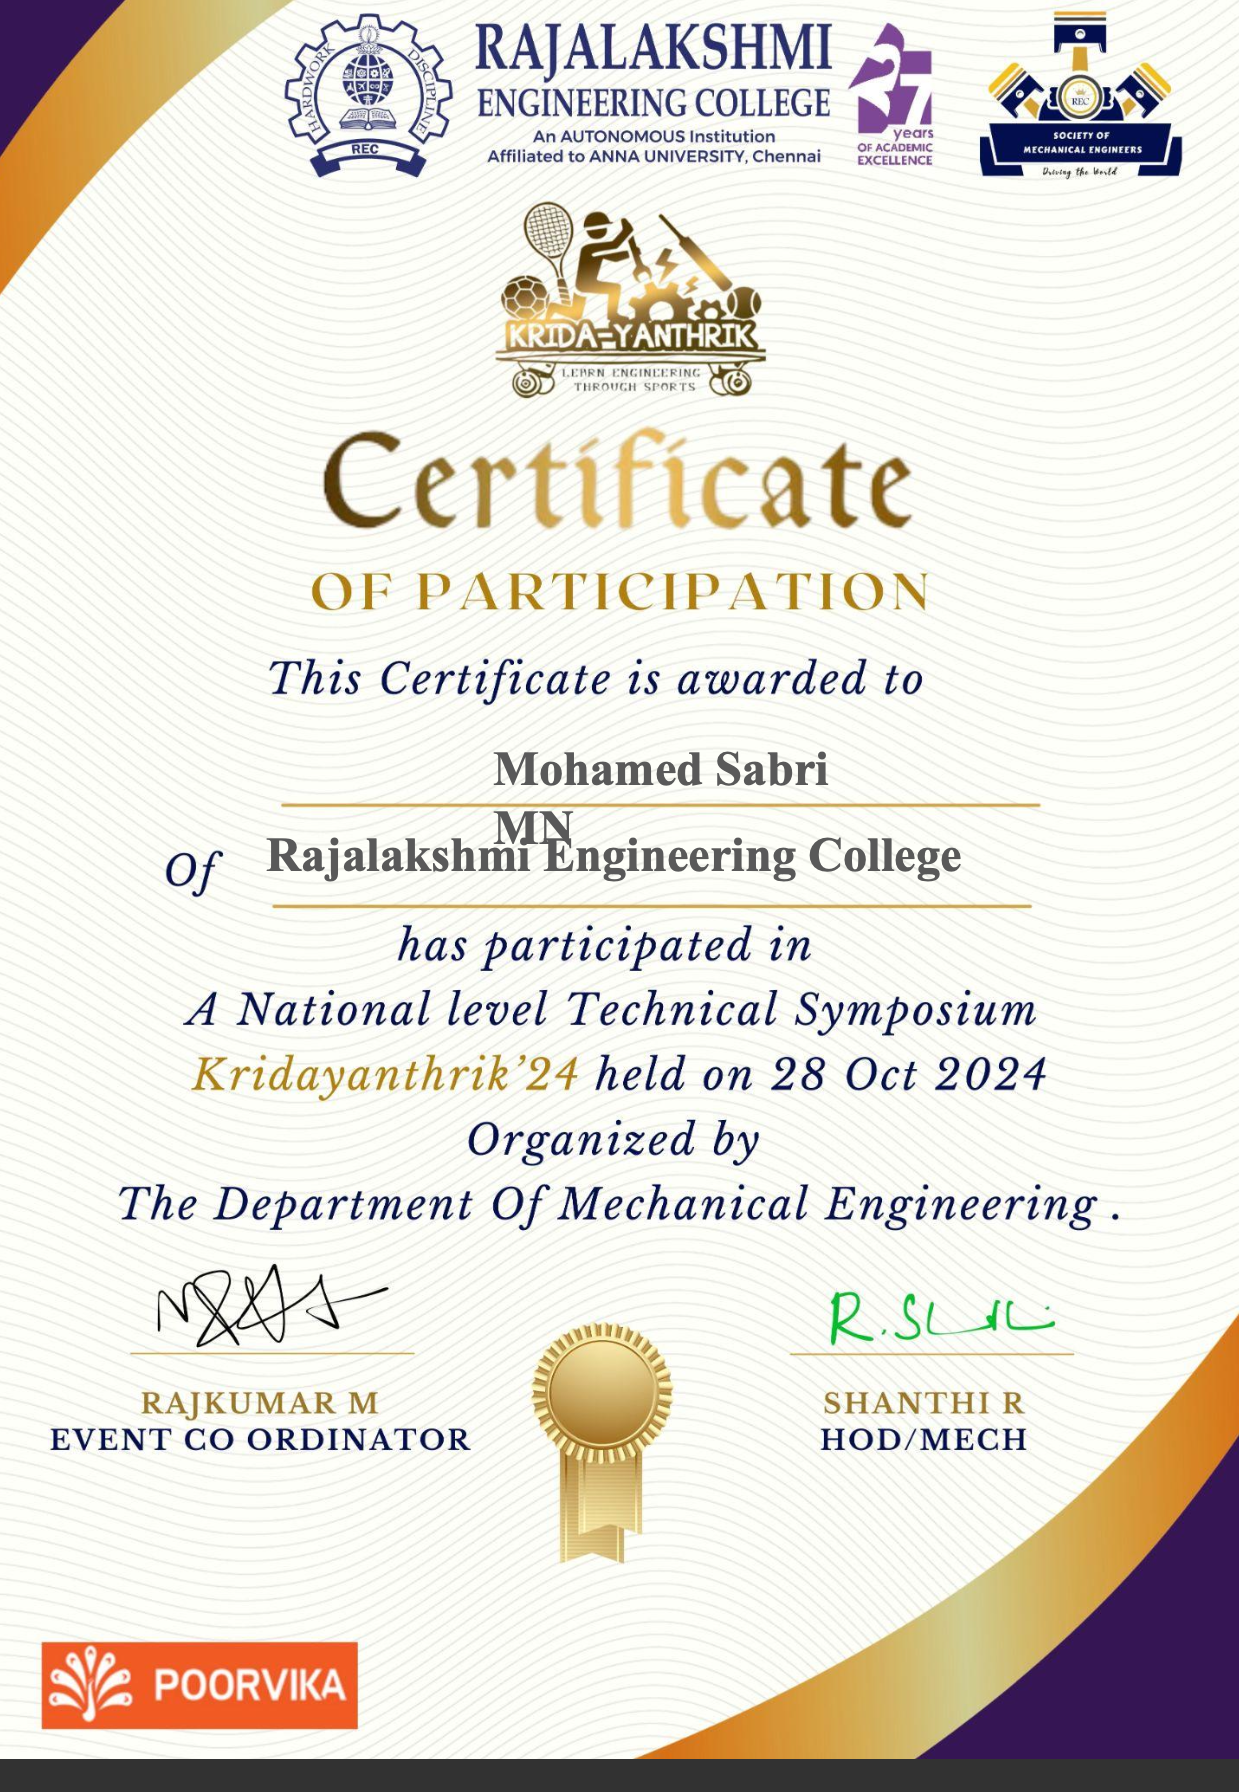 HARDWORK DISCIPLINE
REC
RAJALAKSHMI
ENGINEERING COLLEGE
An AUTONOMOUS Institution
Affiliated to ANNA UNIVERSITY, Chennai
37
years
OF ACADEMIC
EXCELLENCE
REC
SOCIETY OF
MECHANICAL ENGINEERS
Driving the World
KRIDA-YANTHRIK
LEARN ENGINEERING
THROUGH SPORTS
Certificate
OF PARTICIPATION
This Certificate is awarded to
Mohamed Sabri
MN
Of Rajalakshmi Engineering College
has participated in
A National level Technical Symposium
Kridayanthrik’24 held on 28 Oct 2024
Organized by
The Department Of Mechanical Engineering .
RAJKUMAR M
EVENT CO ORDINATOR
SHANTHI R
HOD/MECH
POORVIKA